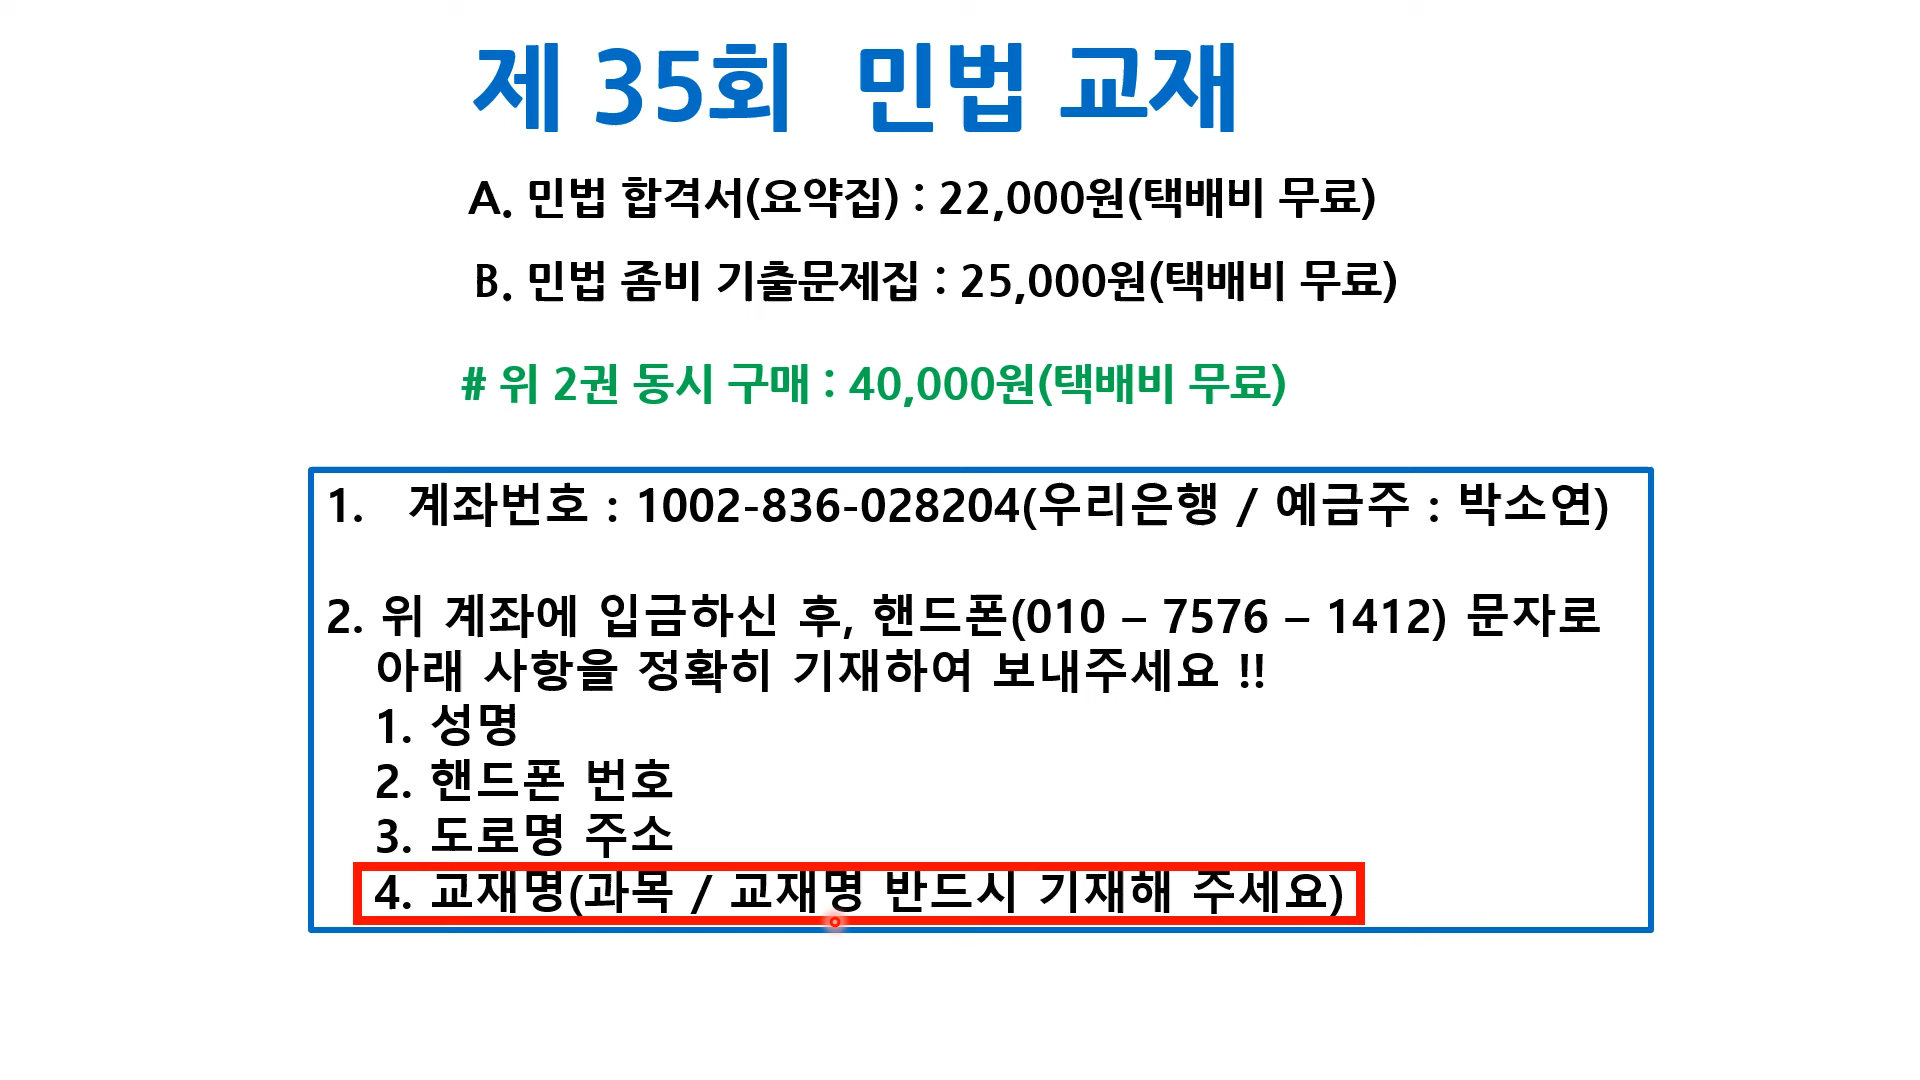 제 35회 민법 교재
A. 민법 합격서(요약집) : 22,000원(택배비 무료)
B. 민법 좀비 기출문제집 : 25,000원(택배비 무료)
# 위 2권 동시 구매 : 40,000원(택배비 무료)
1. 계좌번호 : 1002-836-028204(우리은행 / 예금주 : 박소연)
2. 위 계좌에 입금하신 후, 핸드폰(010 – 7576 – 1412) 문자로
아래 사항을 정확히 기재하여 보내주세요 !!
1. 성명
2. 핸드폰 번호
3. 도로명 주소
4. 교재명(과목 / 교재명 반드시 기재해 주세요)